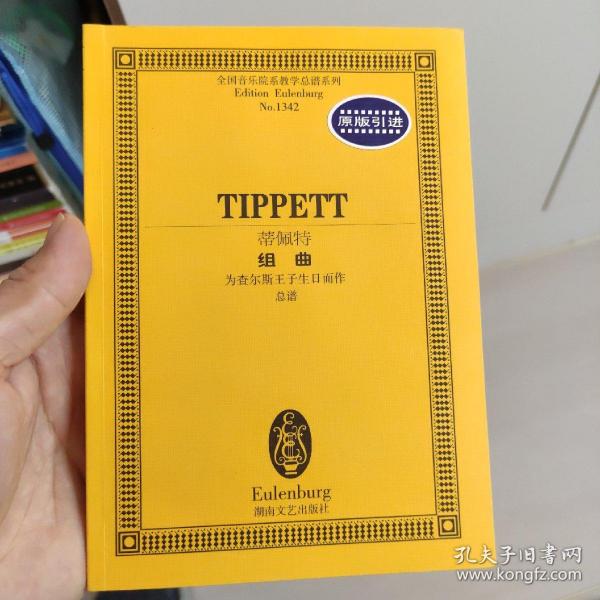 全国音乐院系教学总谱系列
Edition Eulenburg
No.1342
原版引进
TIPPETT
蒂佩特
组曲
为查尔斯王子生日而作
总谱
Eulenburg
湖南文艺出版社
孔夫子旧书网
www.kongfz.com